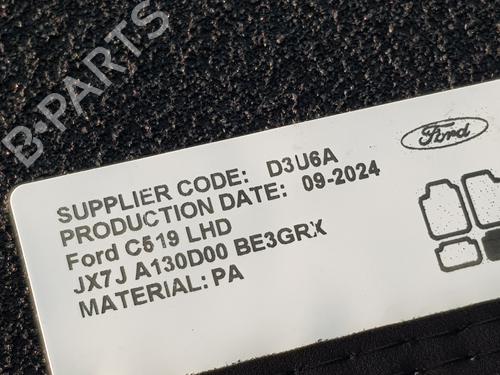 B-PARTS
Ford
SUPPLIER CODE: D3U6A
PRODUCTION DATE: 09-2024
Ford C519 LHD
JX7J A130D00 BE3GRX
MATERIAL: PA